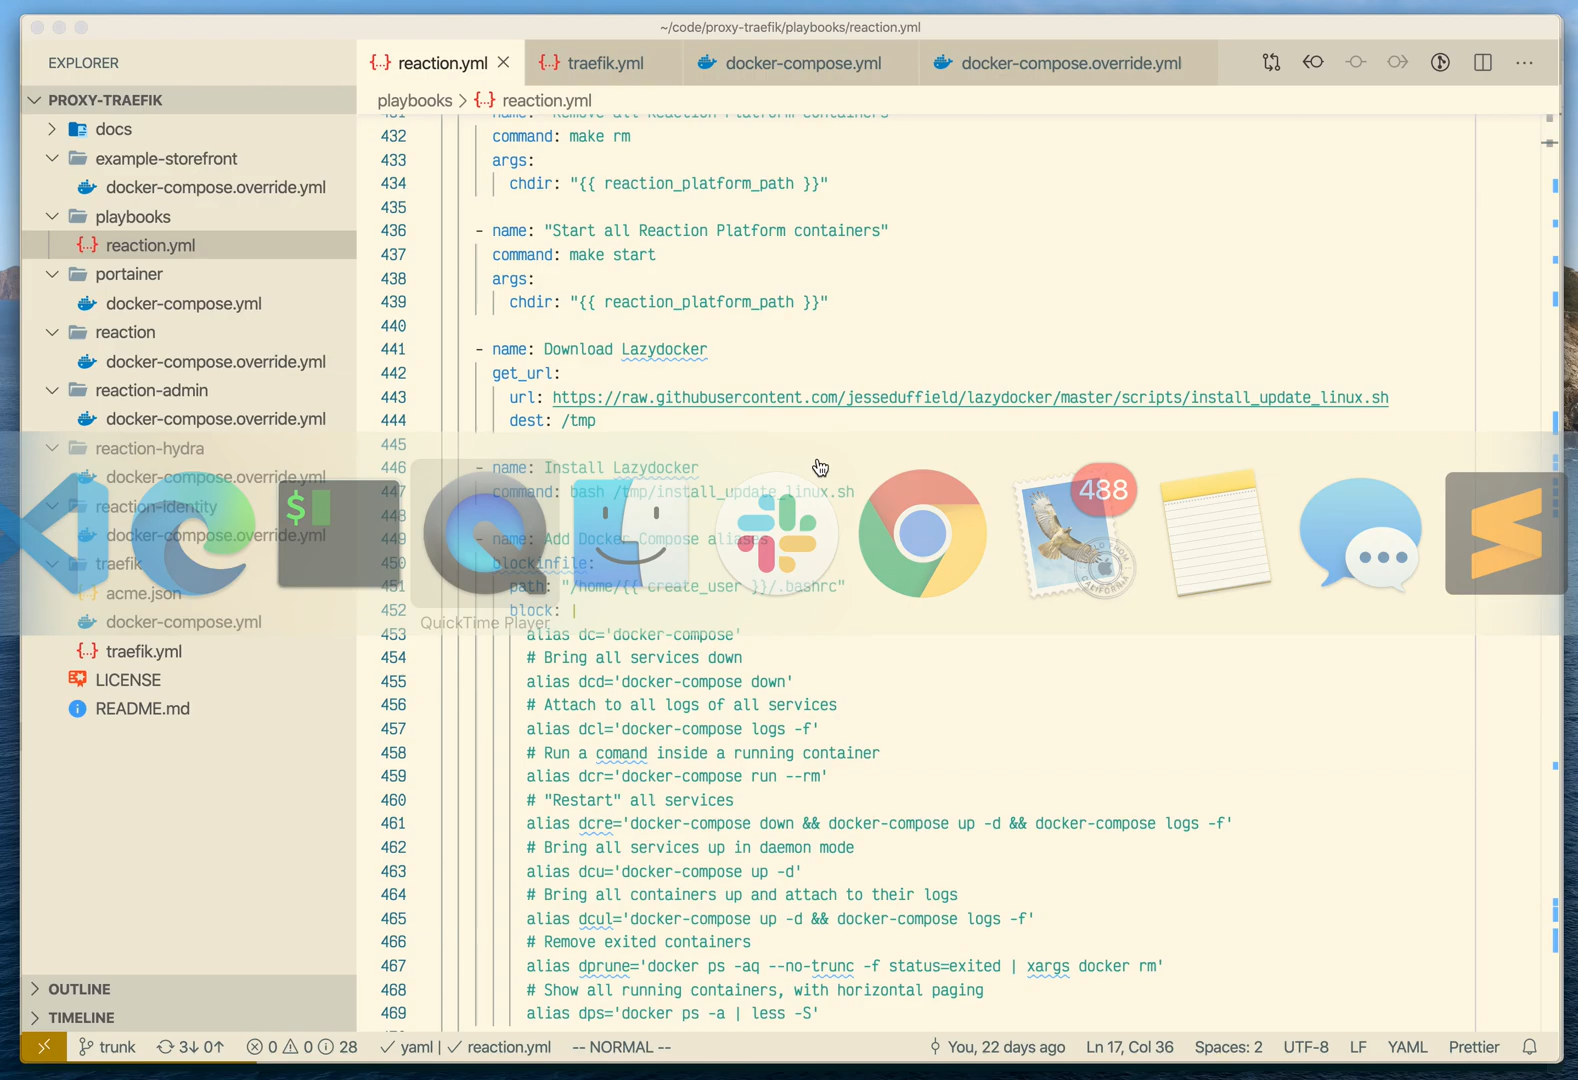 ~/code/proxy-traefik/playbooks/reaction.yml
EXPLORER
reaction.yml
traefik.yml
docker-compose.yml
docker-compose.override.yml
PROXY-TRAEFIK
docs
example-storefront
docker-compose.override.yml
playbooks
reaction.yml
portainer
docker-compose.yml
reaction
docker-compose.override.yml
reaction-admin
docker-compose.override.yml
reaction-hydra
docker-compose.override.yml
reaction-identity
docker-compose.override.yml
traefik
acme.json
docker-compose.yml
traefik.yml
LICENSE
README.md
OUTLINE
TIMELINE
playbooks > reaction.yml
431 name: "Remove all Reaction Platform containers"
432 command: make rm
433 args:
434 chdir: "{{ reaction_platform_path }}"
435
436 - name: "Start all Reaction Platform containers"
437 command: make start
438 args:
439 chdir: "{{ reaction_platform_path }}"
440
441 - name: Download Lazydocker
442 get_url:
443 url: https://raw.githubusercontent.com/jesseduffield/lazydocker/master/scripts/install_update_linux.sh
444 dest: /tmp
445
446 - name: Install Lazydocker
447 command: bash /tmp/install_update_linux.sh
448
449 - name: Add Docker Compose aliases
blockinfile:
451 path: "/home/{{ create_user }}/.bashrc"
452 block: |
453 alias dc='docker-compose'
454 # Bring all services down
455 alias dcd='docker-compose down'
456 # Attach to all logs of all services
457 alias dcl='docker-compose logs -f'
458 # Run a comand inside a running container
459 alias dcr='docker-compose run --rm'
460 # "Restart" all services
461 alias dcre='docker-compose down && docker-compose up -d && docker-compose logs -f'
462 # Bring all services up in daemon mode
463 alias dcu='docker-compose up -d'
464 # Bring all containers up and attach to their logs
465 alias dcul='docker-compose up -d && docker-compose logs -f'
466 # Remove exited containers
467 alias dprune='docker ps -aq --no-trunc -f status=exited | xargs docker rm'
468 # Show all running containers, with horizontal paging
469 alias dps='docker ps -a | less -S'
$
488
QuickTime Player
trunk 3↓ 0↑ 0 0 28 yaml | reaction.yml -- NORMAL -- You, 22 days ago Ln 17, Col 36 Spaces: 2 UTF-8 LF YAML Prettier